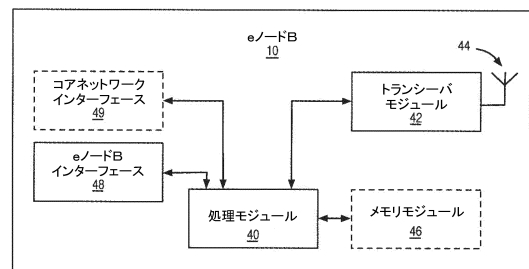 eノードB
10
44
コアネットワーク
インターフェース
49
トランシーバ
モジュール
42
eノードB
インターフェース
48
処理モジュール
40
メモリモジュール
46